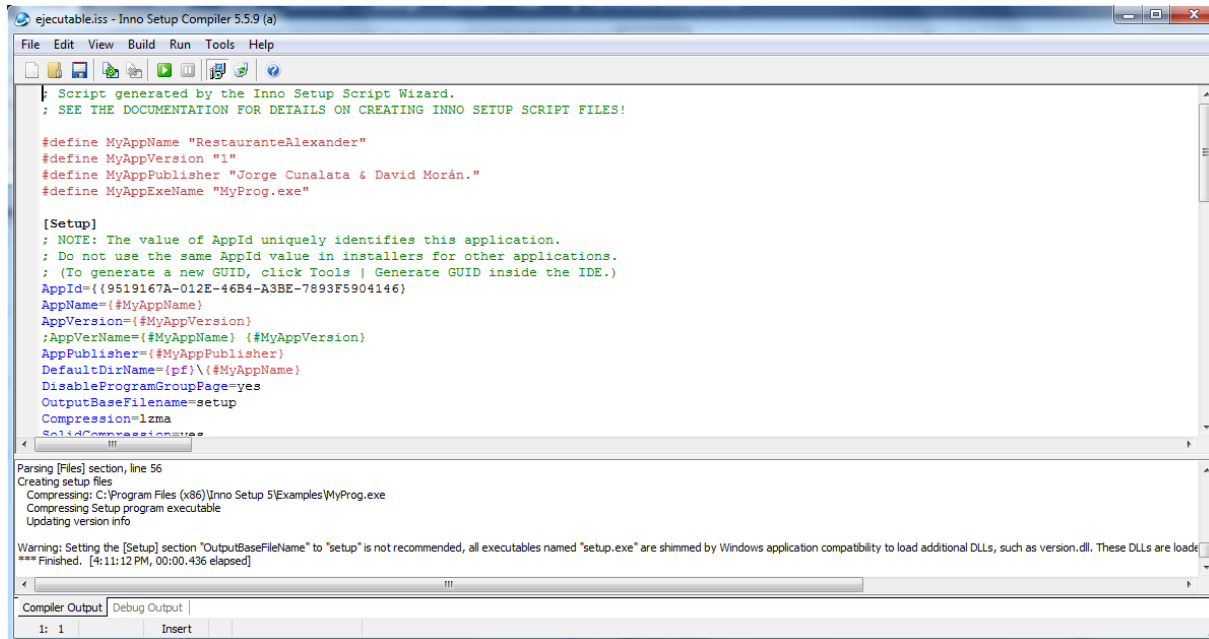 ejecutable.iss - Inno Setup Compiler 5.5.9 (a)
File Edit View Build Run Tools Help
; Script generated by the Inno Setup Script Wizard.
; SEE THE DOCUMENTATION FOR DETAILS ON CREATING INNO SETUP SCRIPT FILES!
#define MyAppName "RestauranteAlexander"
#define MyAppVersion "1"
#define MyAppPublisher "Jorge Cunalata & David Morán."
#define MyAppExeName "MyProg.exe"
[Setup]
; NOTE: The value of AppId uniquely identifies this application.
; Do not use the same AppId value in installers for other applications.
; (To generate a new GUID, click Tools | Generate GUID inside the IDE.)
AppId={{9519167A-012E-46B4-A3BE-7893F5904146}
AppName={#MyAppName}
AppVersion={#MyAppVersion}
;AppVerName={#MyAppName} {#MyAppVersion}
AppPublisher={#MyAppPublisher}
DefaultDirName={pf}\{#MyAppName}
DisableProgramGroupPage=yes
OutputBaseFilename=setup
Compression=lzma
SolidCompression=yes
Parsing [Files] section, line 56
Creating setup files
Compressing: C:\Program Files (x86)\Inno Setup 5\Examples\MyProg.exe
Compressing Setup program executable
Updating version info
Warning: Setting the [Setup] section "OutputBaseFileName" to "setup" is not recommended, all executables named "setup.exe" are shimmed by Windows application compatibility to load additional DLLs, such as version.dll. These DLLs are loade
*** Finished. [4:11:12 PM, 00:00.436 elapsed]
Compiler Output Debug Output
1: 1 Insert